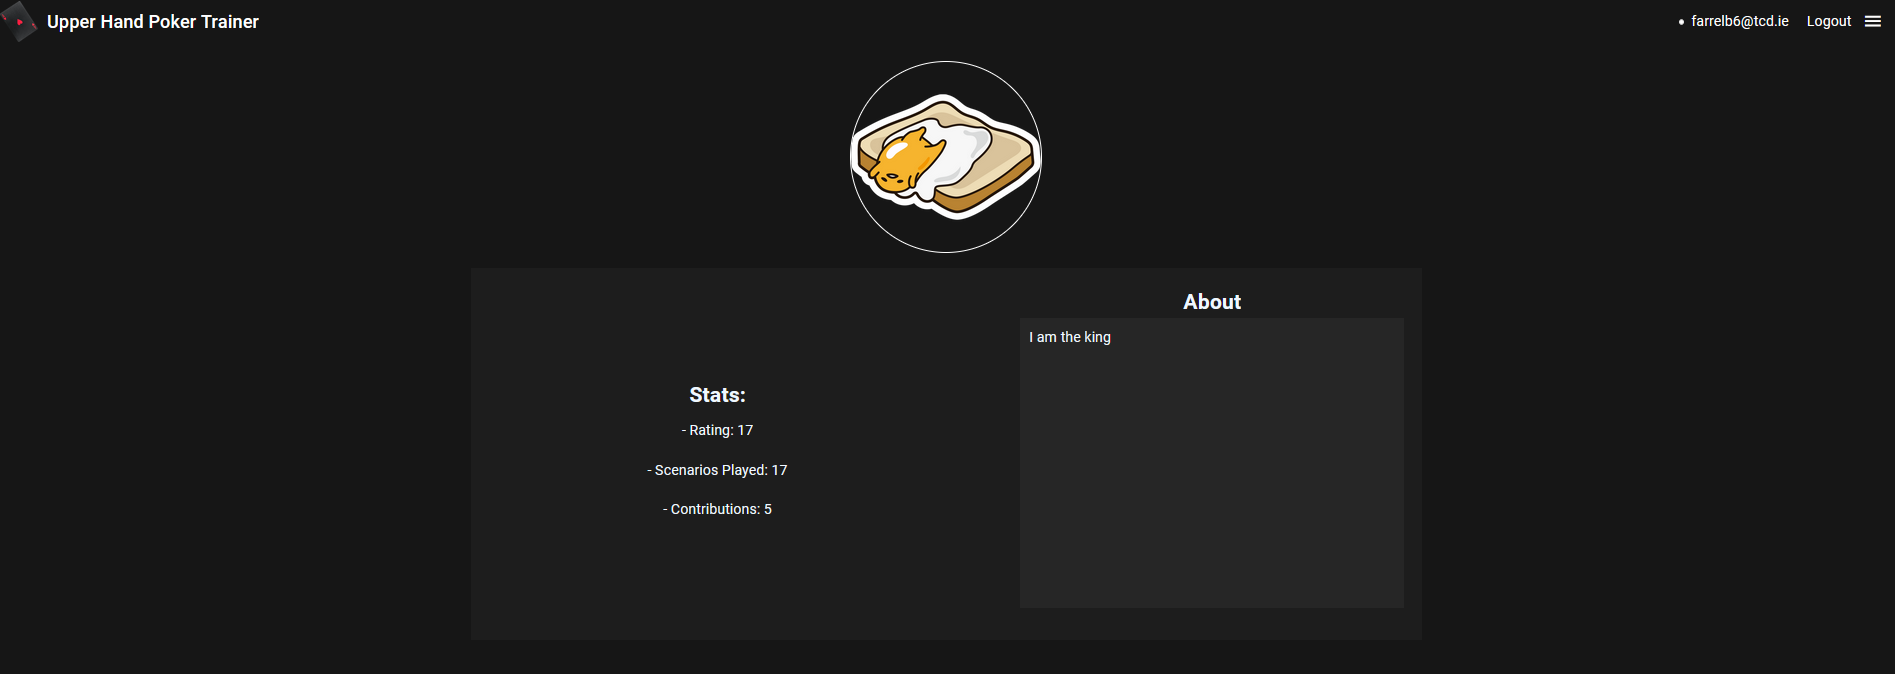 Upper Hand Poker Trainer
• farrelb6@tcd.ie Logout
About
I am the king
Stats:
- Rating: 17
- Scenarios Played: 17
- Contributions: 5